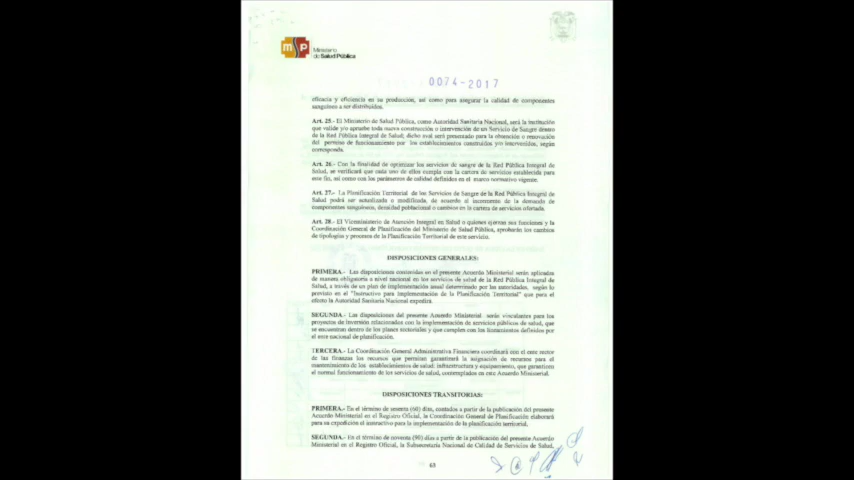 msp
Ministerio
de Salud Pública
0074-2017
eficacia y eficiencia en su producción, así como para asegurar la calidad de componentes
sanguíneos a ser distribuidos.
Art. 25.- El Ministerio de Salud Pública, como Autoridad Sanitaria Nacional, será la institución
que valide y/o apruebe toda nueva construcción o intervención de un Servicio de Sangre dentro
de la Red Pública Integral de Salud; dicho aval será presentado para la obtención o renovación
del permiso de funcionamiento por los establecimientos construidos y/o intervenidos, según
corresponda.
Art. 26.- Con la finalidad de optimizar los servicios de sangre de la Red Pública Integral de
Salud, se verificará que cada uno de ellos cumpla con la cartera de servicios establecida para
este fin, así como con los parámetros de calidad definidos en el marco normativo vigente.
Art. 27.- La Planificación Territorial de los Servicios de Sangre de la Red Pública Integral de
Salud podrá ser actualizada o modificada, de acuerdo al incremento de la demanda de
componentes sanguíneos, densidad poblacional o cambios en la cartera de servicios ofertada.
Art. 28.- El Viceministerio de Atención Integral en Salud o quienes ejerzan sus funciones y la
Coordinación General de Planificación del Ministerio de Salud Pública, aprobarán los cambios
de tipologías y procesos de la Planificación Territorial de este servicio.
DISPOSICIONES GENERALES:
PRIMERA.- Las disposiciones contenidas en el presente Acuerdo Ministerial serán aplicadas
de manera obligatoria a nivel nacional en los servicios de salud de la Red Pública Integral de
Salud, a través de un plan de implementación anual determinado por las autoridades, según lo
previsto en el "Instructivo para Implementación de la Planificación Territorial" que para el
efecto la Autoridad Sanitaria Nacional expedirá.
SEGUNDA.- Las disposiciones del presente Acuerdo Ministerial serán vinculantes para los
proyectos de inversión relacionados con la implementación de servicios públicos de salud, que
se encuentran dentro de los planes sectoriales y que cumplen con los lineamientos definidos por
el ente nacional de planificación.
TERCERA.- La Coordinación General Administrativa Financiera coordinará con el ente rector
de las finanzas los recursos que permitan garantizará la asignación de recursos para el
mantenimiento de los establecimientos de salud: infraestructura y equipamiento, que garantice
el normal funcionamiento de los servicios de salud, contemplados en este Acuerdo Ministerial.
DISPOSICIONES TRANSITORIAS:
PRIMERA.- En el término de sesenta (60) días, contados a partir de la publicación del presente
Acuerdo Ministerial en el Registro Oficial, la Coordinación General de Planificación elaborará
para su expedición el instructivo para la implementación de la planificación territorial.
SEGUNDA.- En el término de noventa (90) días a partir de la publicación del presente Acuerdo
Ministerial en el Registro Oficial, la Subsecretaría Nacional de Calidad de Servicios de Salud,
63